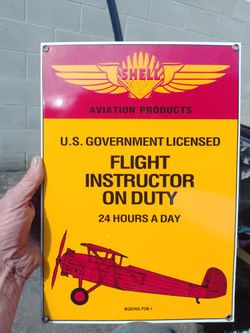 SHELL
AVIATION PRODUCTS
U.S. GOVERNMENT LICENSED
FLIGHT
INSTRUCTOR
ON DUTY
24 HOURS A DAY
BOEING F2B-1